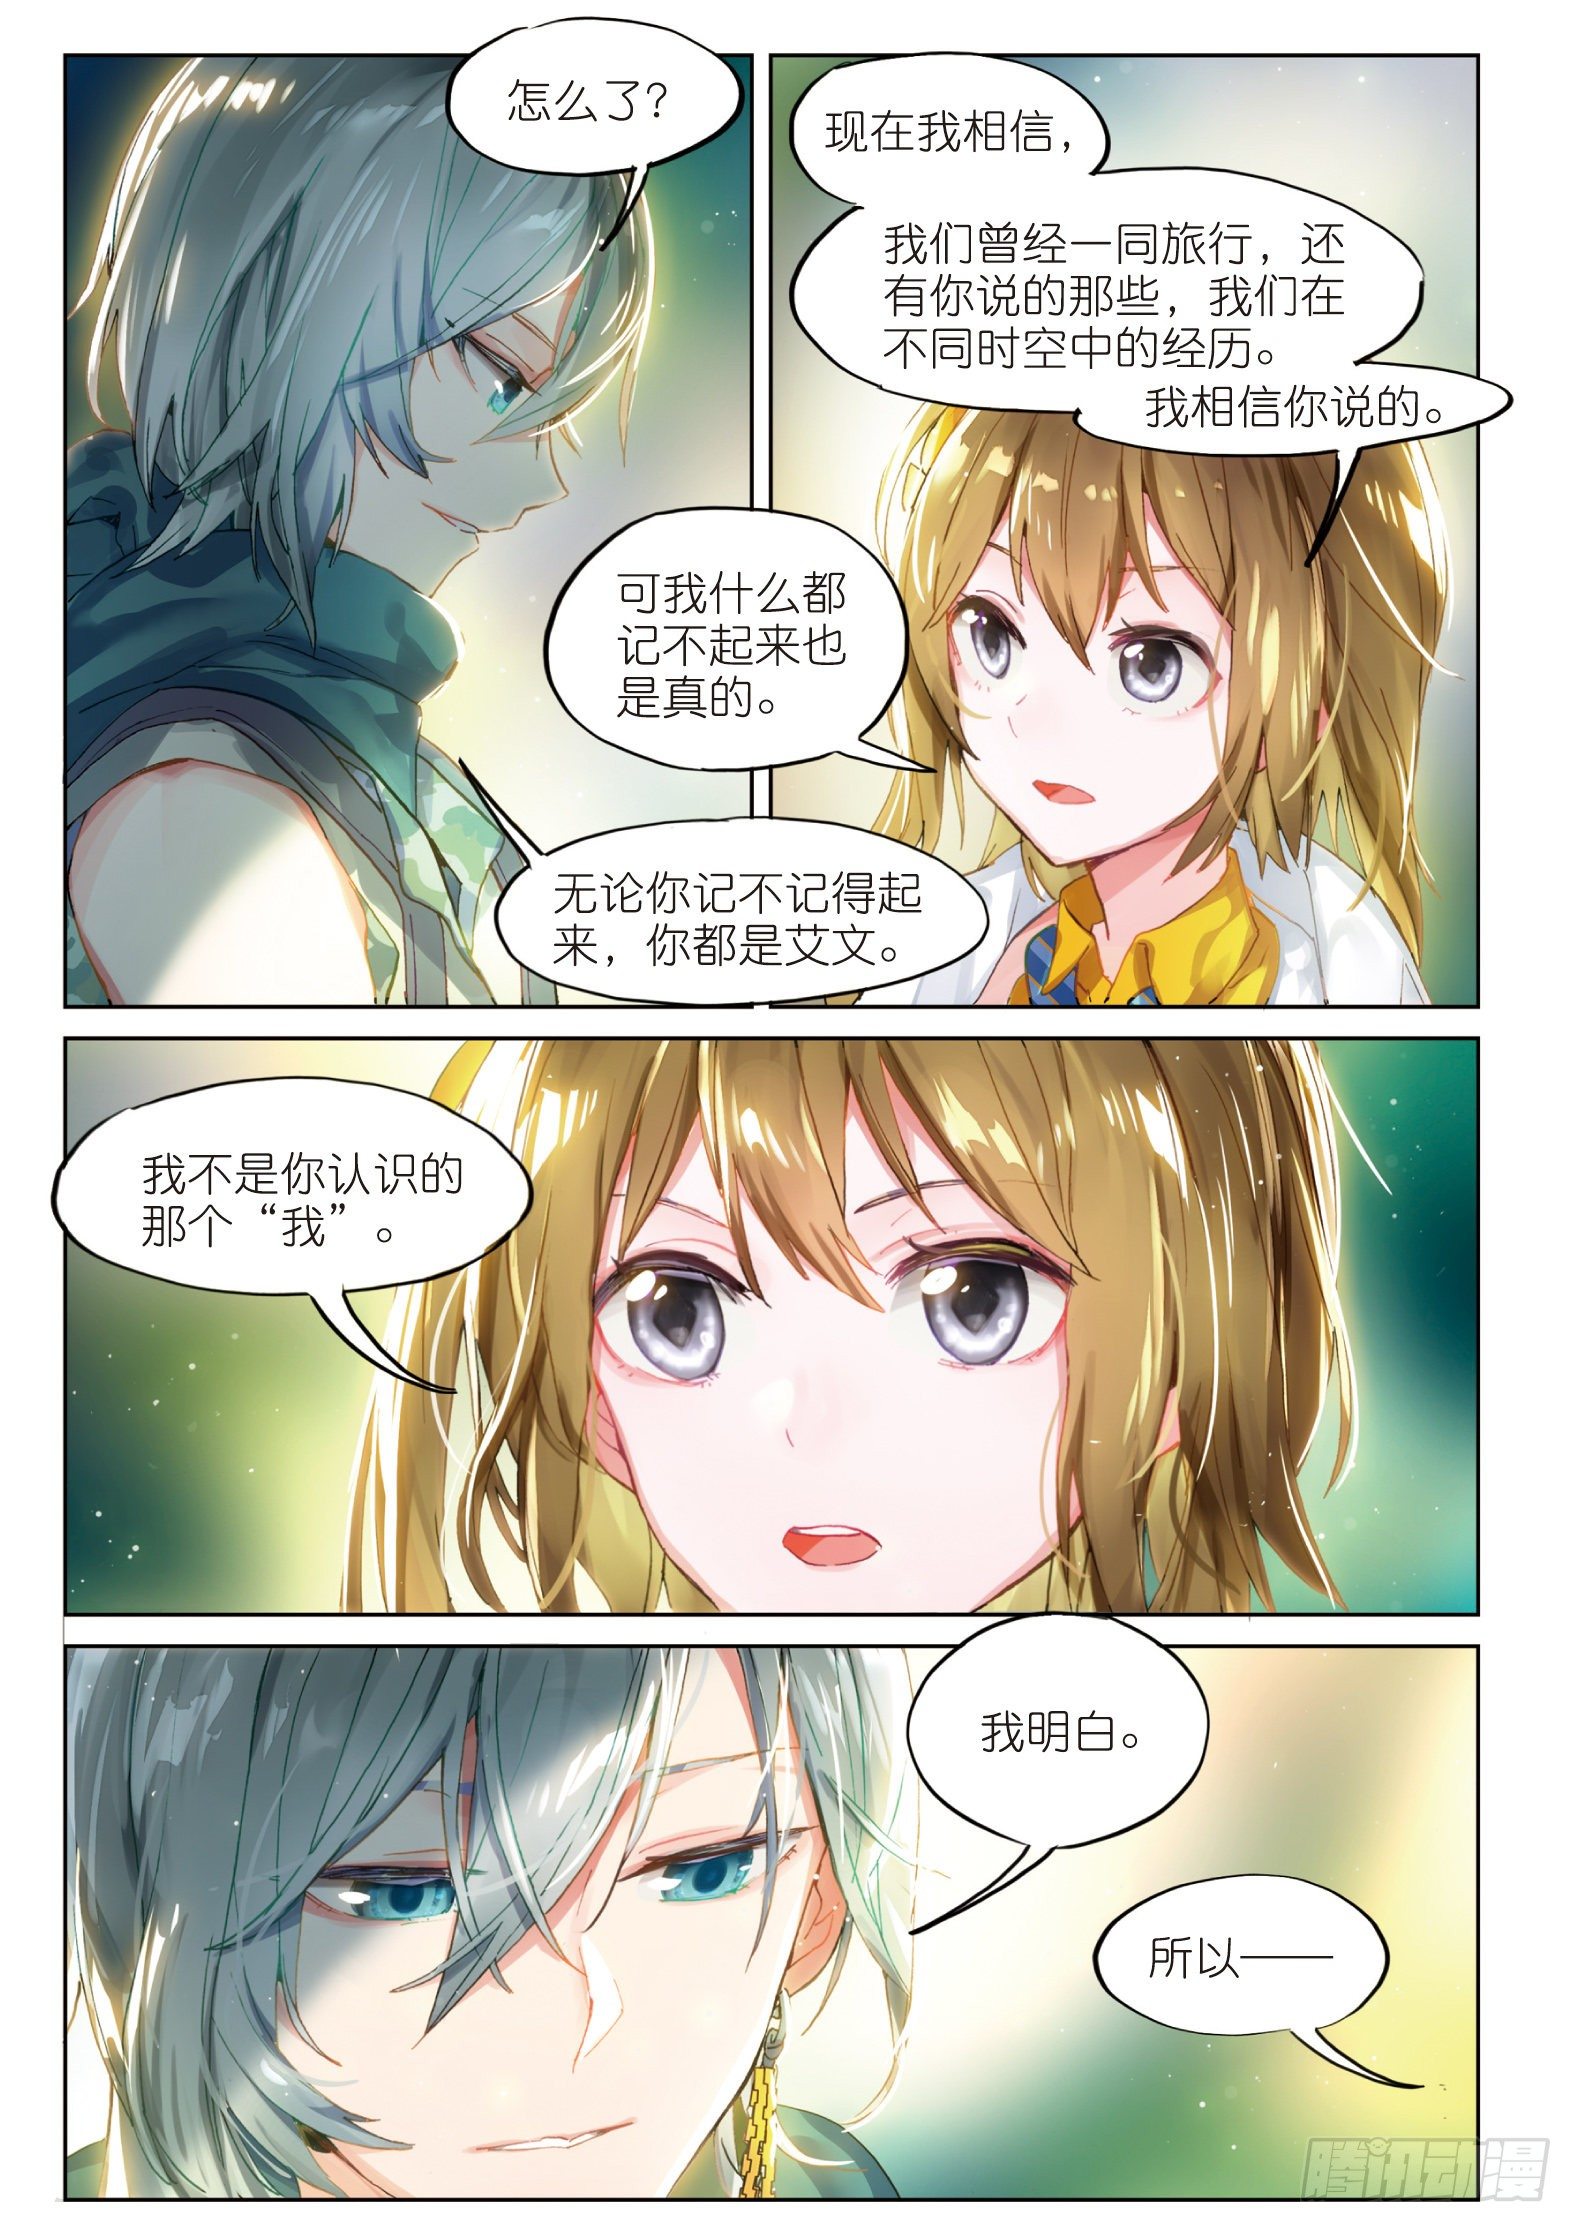 怎么了?
现在我相信，
我们曾经一同旅行，还
有你说的那些，我们在
不同时空中的经历。
我相信你说的。
可我什么都
记不起来也
是真的。
无论你记不记得起
来，你都是艾文。
我不是你认识的
那个“我”。
我明白。
所以——
腾讯动漫